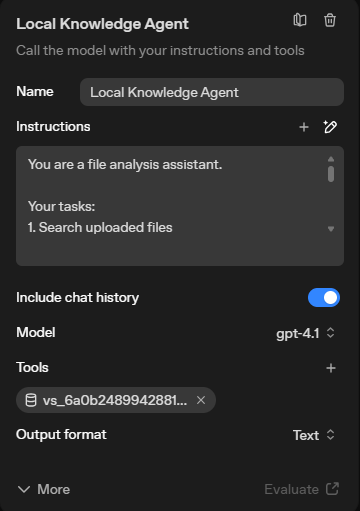 Local Knowledge Agent
Call the model with your instructions and tools
Name
Local Knowledge Agent
Instructions
You are a file analysis assistant.
Your tasks:
1. Search uploaded files
Include chat history
Model
gpt-4.1
Tools
vs_6a0b2489942881...
Output format
Text
More
Evaluate